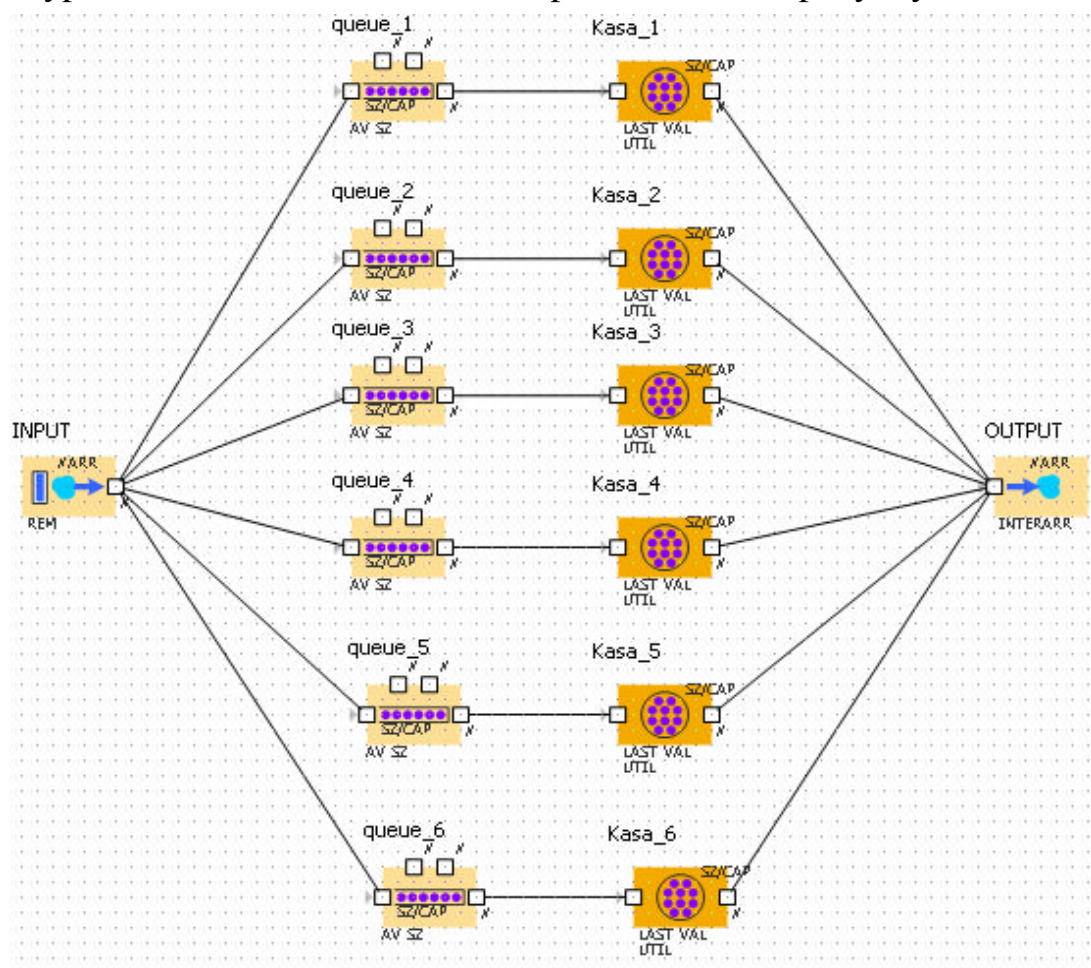 queue_1 Kasa_1
N N SZ/CAP
SZ/CAP N N
AV SZ LAST VAL
UTIL
queue_2 Kasa_2
N N SZ/CAP
SZ/CAP N N
AV SZ LAST VAL
UTIL
queue_3 Kasa_3
N N SZ/CAP
SZ/CAP N N
AV SZ LAST VAL
UTIL
INPUT OUTPUT
NARR NARR
N
REM INTERARR
queue_4 Kasa_4
N N SZ/CAP
SZ/CAP N N
AV SZ LAST VAL
UTIL
queue_5 Kasa_5
N N SZ/CAP
SZ/CAP N N
AV SZ LAST VAL
UTIL
queue_6 Kasa_6
N N SZ/CAP
SZ/CAP N N
AV SZ LAST VAL
UTIL